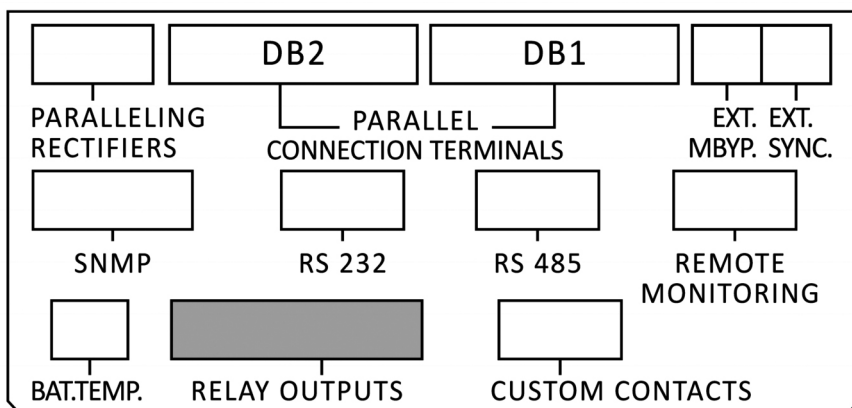 DB2 DB1
PARALLELING
RECTIFIERS
PARALLEL
CONNECTION TERMINALS
EXT. EXT.
MBYP. SYNC.
SNMP RS 232 RS 485 REMOTE
MONITORING
BAT.TEMP. RELAY OUTPUTS CUSTOM CONTACTS